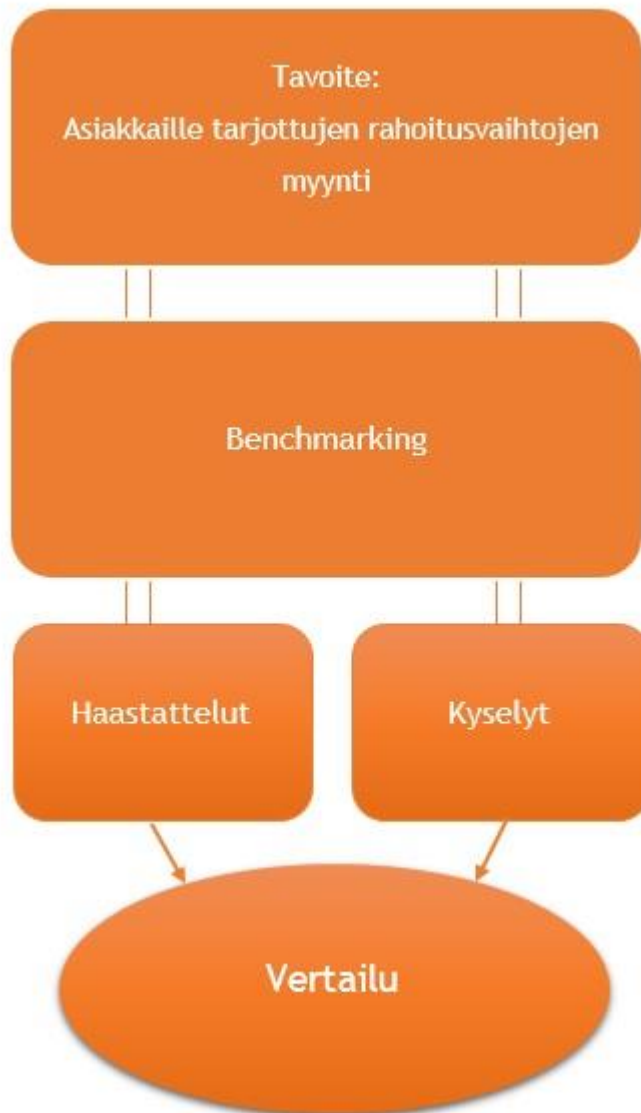 Tavoite:
Asiakkaille tarjottujen rahoitusvaihtojen
myynti
Benchmarking
Haastattelut
Kyselyt
Vertailu